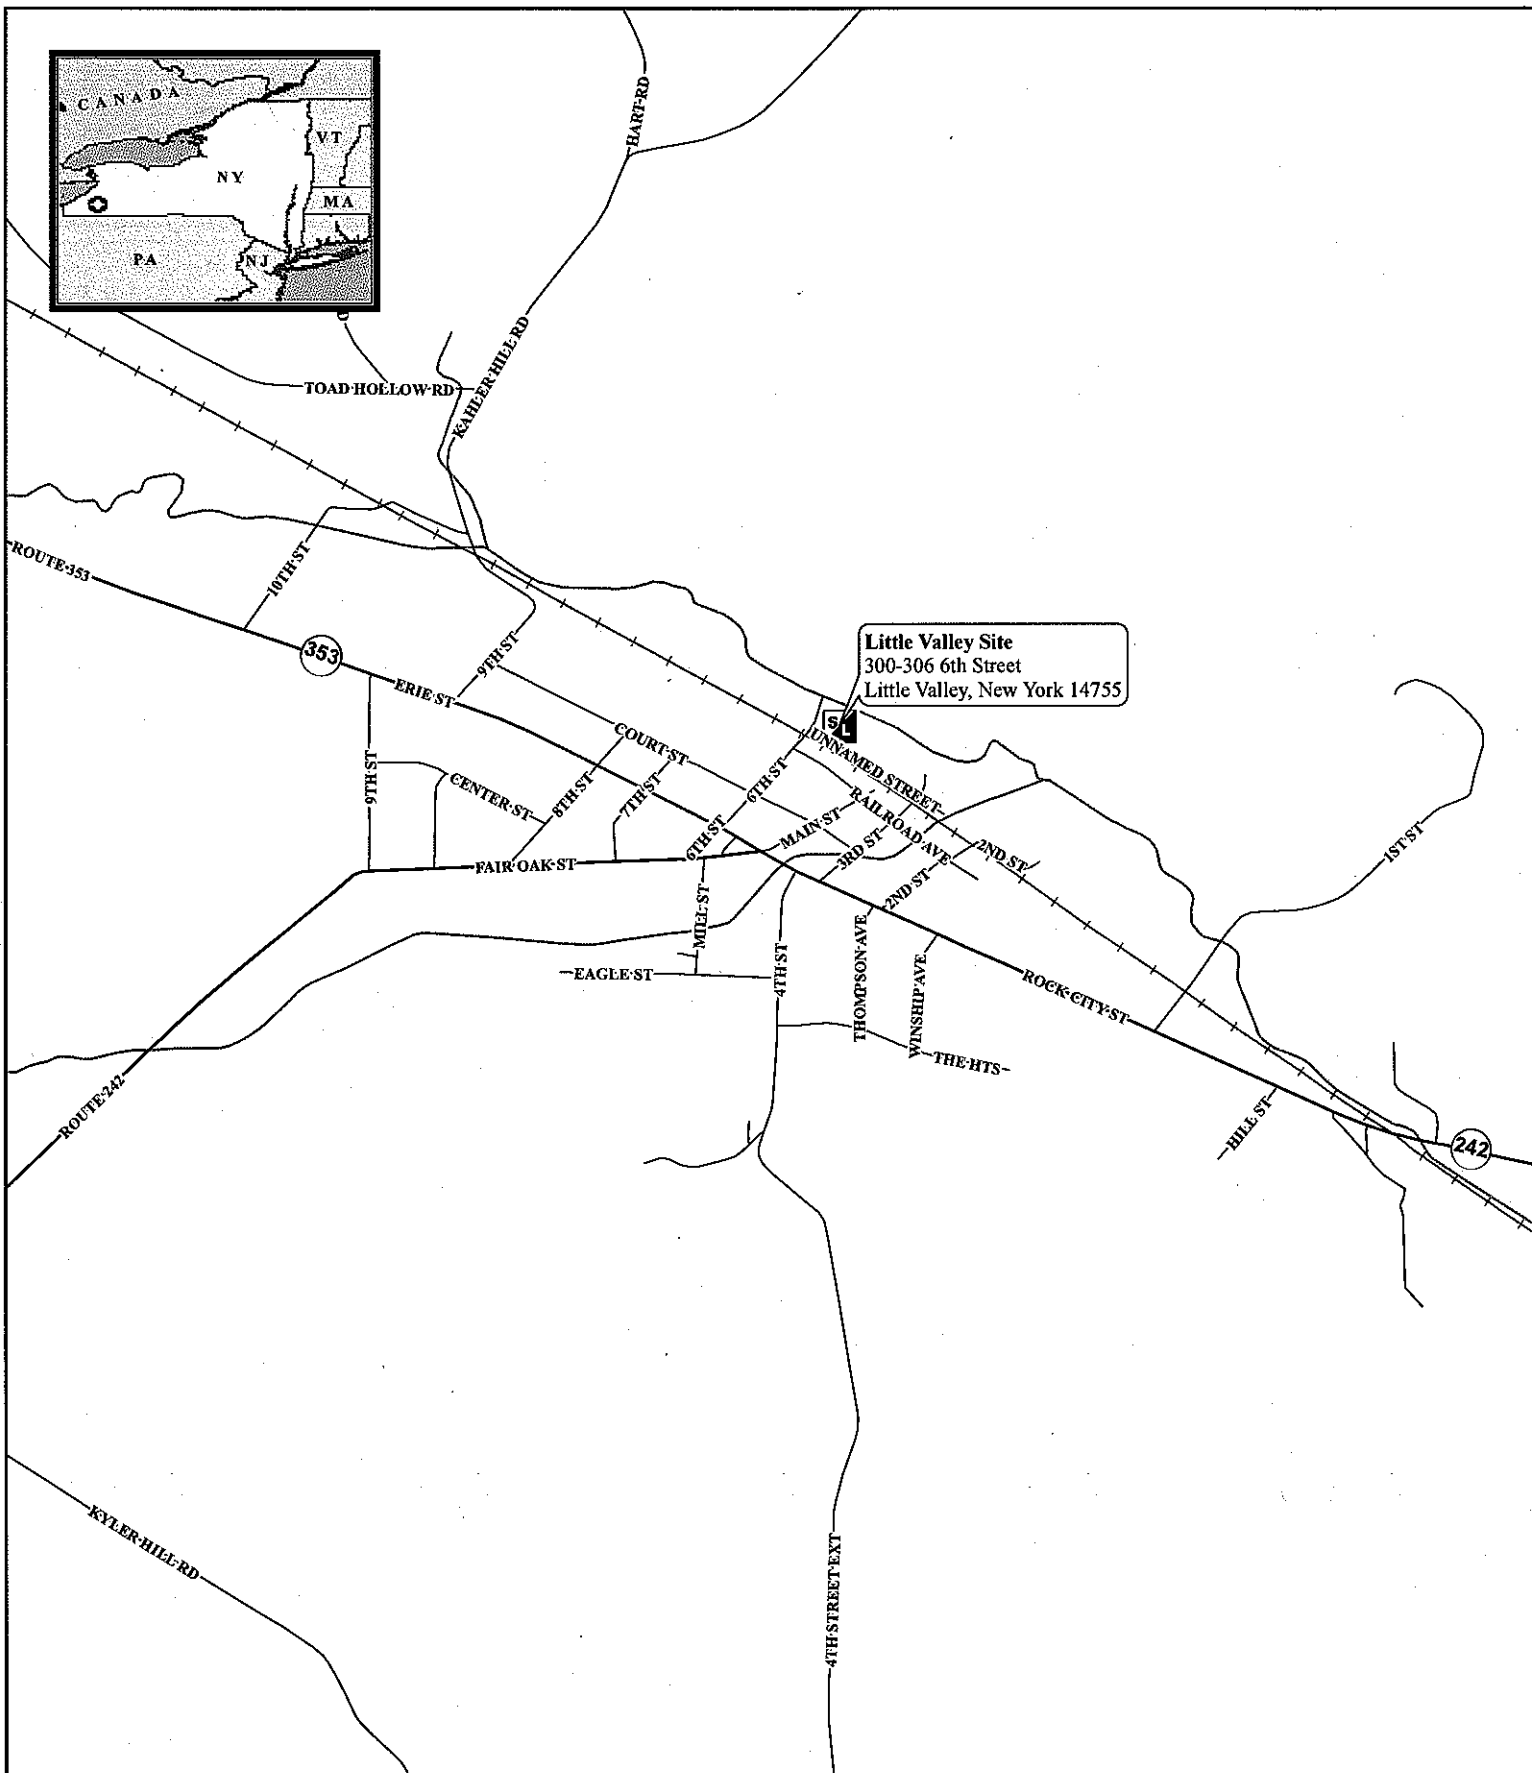 CANADA
VT
NY
MA
PA
NJ
HART RD
KAHLER HILL RD
TOAD HOLLOW RD
ROUTE 353
10TH ST
353
9TH ST
ERIE ST
Little Valley Site
300-306 6th Street
Little Valley, New York 14755
S L
COURT ST
UNNAMED STREET
9TH ST
CENTER ST
8TH ST
7TH ST
6TH ST
RAILROAD AVE
MAIN ST
6TH ST
3RD ST
2ND ST
1ST ST
FAIR OAK ST
2ND ST
MILL ST
THOMPSON AVE
EAGLE ST
4TH ST
WINSHIP AVE
ROCK CITY ST
THE HTS
ROUTE 242
HILL ST
242
KYLER HILL RD
4TH STREET EXT